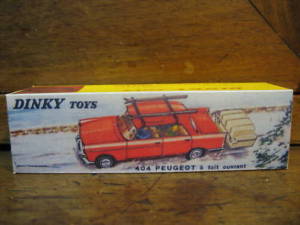 DINKY TOYS
404 PEUGEOT à toit ouvrant